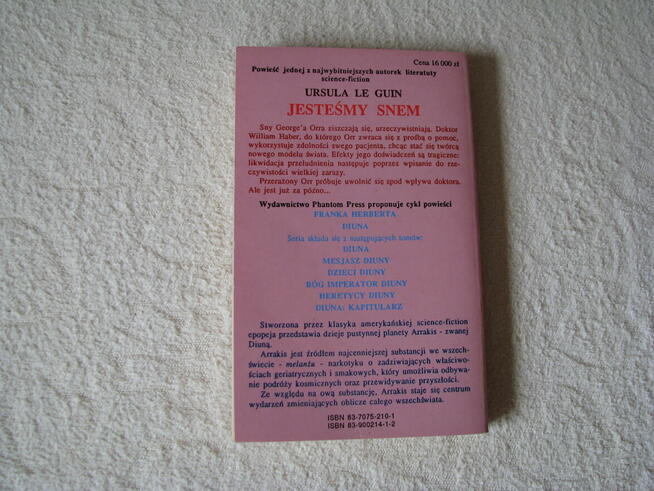 Cena 16 000 zł
Powieść jednej z najwybitniejszych autorek literatuty
science-fiction
URSULA LE GUIN
JESTEŚMY SNEM
Sny George'a Orra ziszczają się, urzeczywistniają. Doktor
William Haber, do którego Orr zwraca się z prośbą o pomoc,
wykorzystuje zdolności swego pacjenta, chcąc stać się twórcą
nowego modelu świata. Efekty jego doświadczeń są tragiczne:
likwidacja przeludnienia następuje poprzez wpisanie do rze-
czywistości wielkiej zarazy.
Przerażony Orr próbuje uwolnić się spod wpływu doktora.
Ale jest już za późno...
Wydawnictwo Phantom Press proponuje cykl powieści
FRANKA HERBERTA
DIUNA
Seria składa się z następujących tomów:
DIUNA
MESJASZ DIUNY
DZIECI DIUNY
BÓG IMPERATOR DIUNY
HERETYCY DIUNY
DIUNA: KAPITULARZ
Stworzona przez klasyka amerykańskiej science-fiction
epopeja przedstawia dzieje pustynnej planety Arrakis - zwanej
Diuną.
Arrakis jest źródłem najcenniejszej substancji we wszech-
świecie - melanżu - narkotyku o zadziwiających właściwo-
ściach geriatrycznych i smakowych, który umożliwia odbywa-
nie podróży kosmicznych oraz przewidywanie przyszłości.
Ze względu na ową substancję, Arrakis staje się centrum
wydarzeń zmieniających oblicze całego wszechświata.
ISBN 83-7075-210-1
ISBN 83-900214-1-2